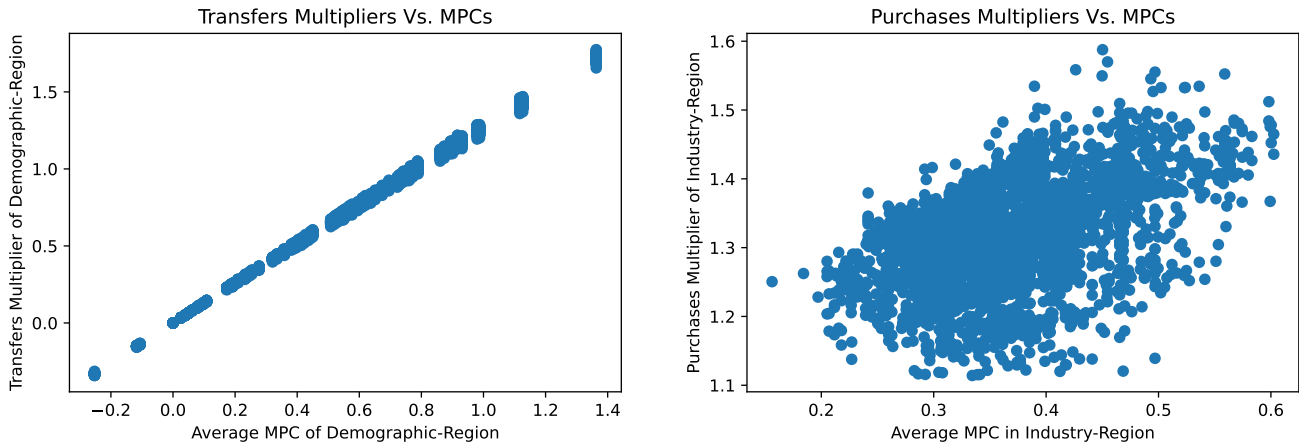 Transfers Multipliers Vs. MPCs
Transfers Multiplier of Demographic-Region
1.5
1.0
0.5
0.0
−0.2 0.0 0.2 0.4 0.6 0.8 1.0 1.2 1.4
Average MPC of Demographic-Region
Purchases Multipliers Vs. MPCs
Purchases Multiplier of Industry-Region
1.6
1.5
1.4
1.3
1.2
1.1
0.2 0.3 0.4 0.5 0.6
Average MPC in Industry-Region